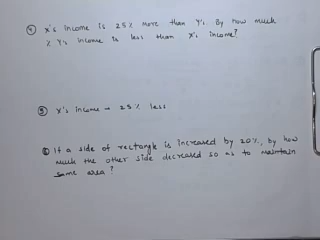 ④ X's income is 25% more than Y's. By how much
% Y's income is less than X's income?
⑤ X's income → 25% less
⑥ If a side of rectangle is increased by 20%, by how
much the other side decreased so as to maintain
same area?